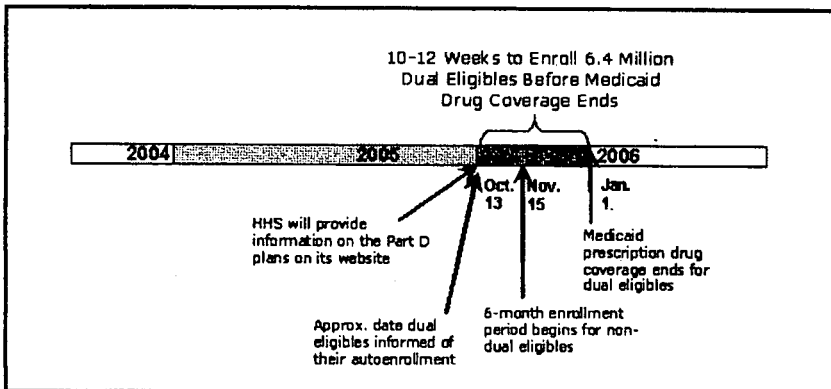 10-12 Weeks to Enroll 6.4 Million
Dual Eligibles Before Medicaid
Drug Coverage Ends
2004 2005 2006
Oct. 13
Nov. 15
Jan. 1.
HHS will provide
information on the Part D
plans on its website
Approx. date dual
eligibles informed of
their autoenrollment
6-month enrollment
period begins for non-
dual eligibles
Medicaid
prescription drug
coverage ends for
dual eligibles